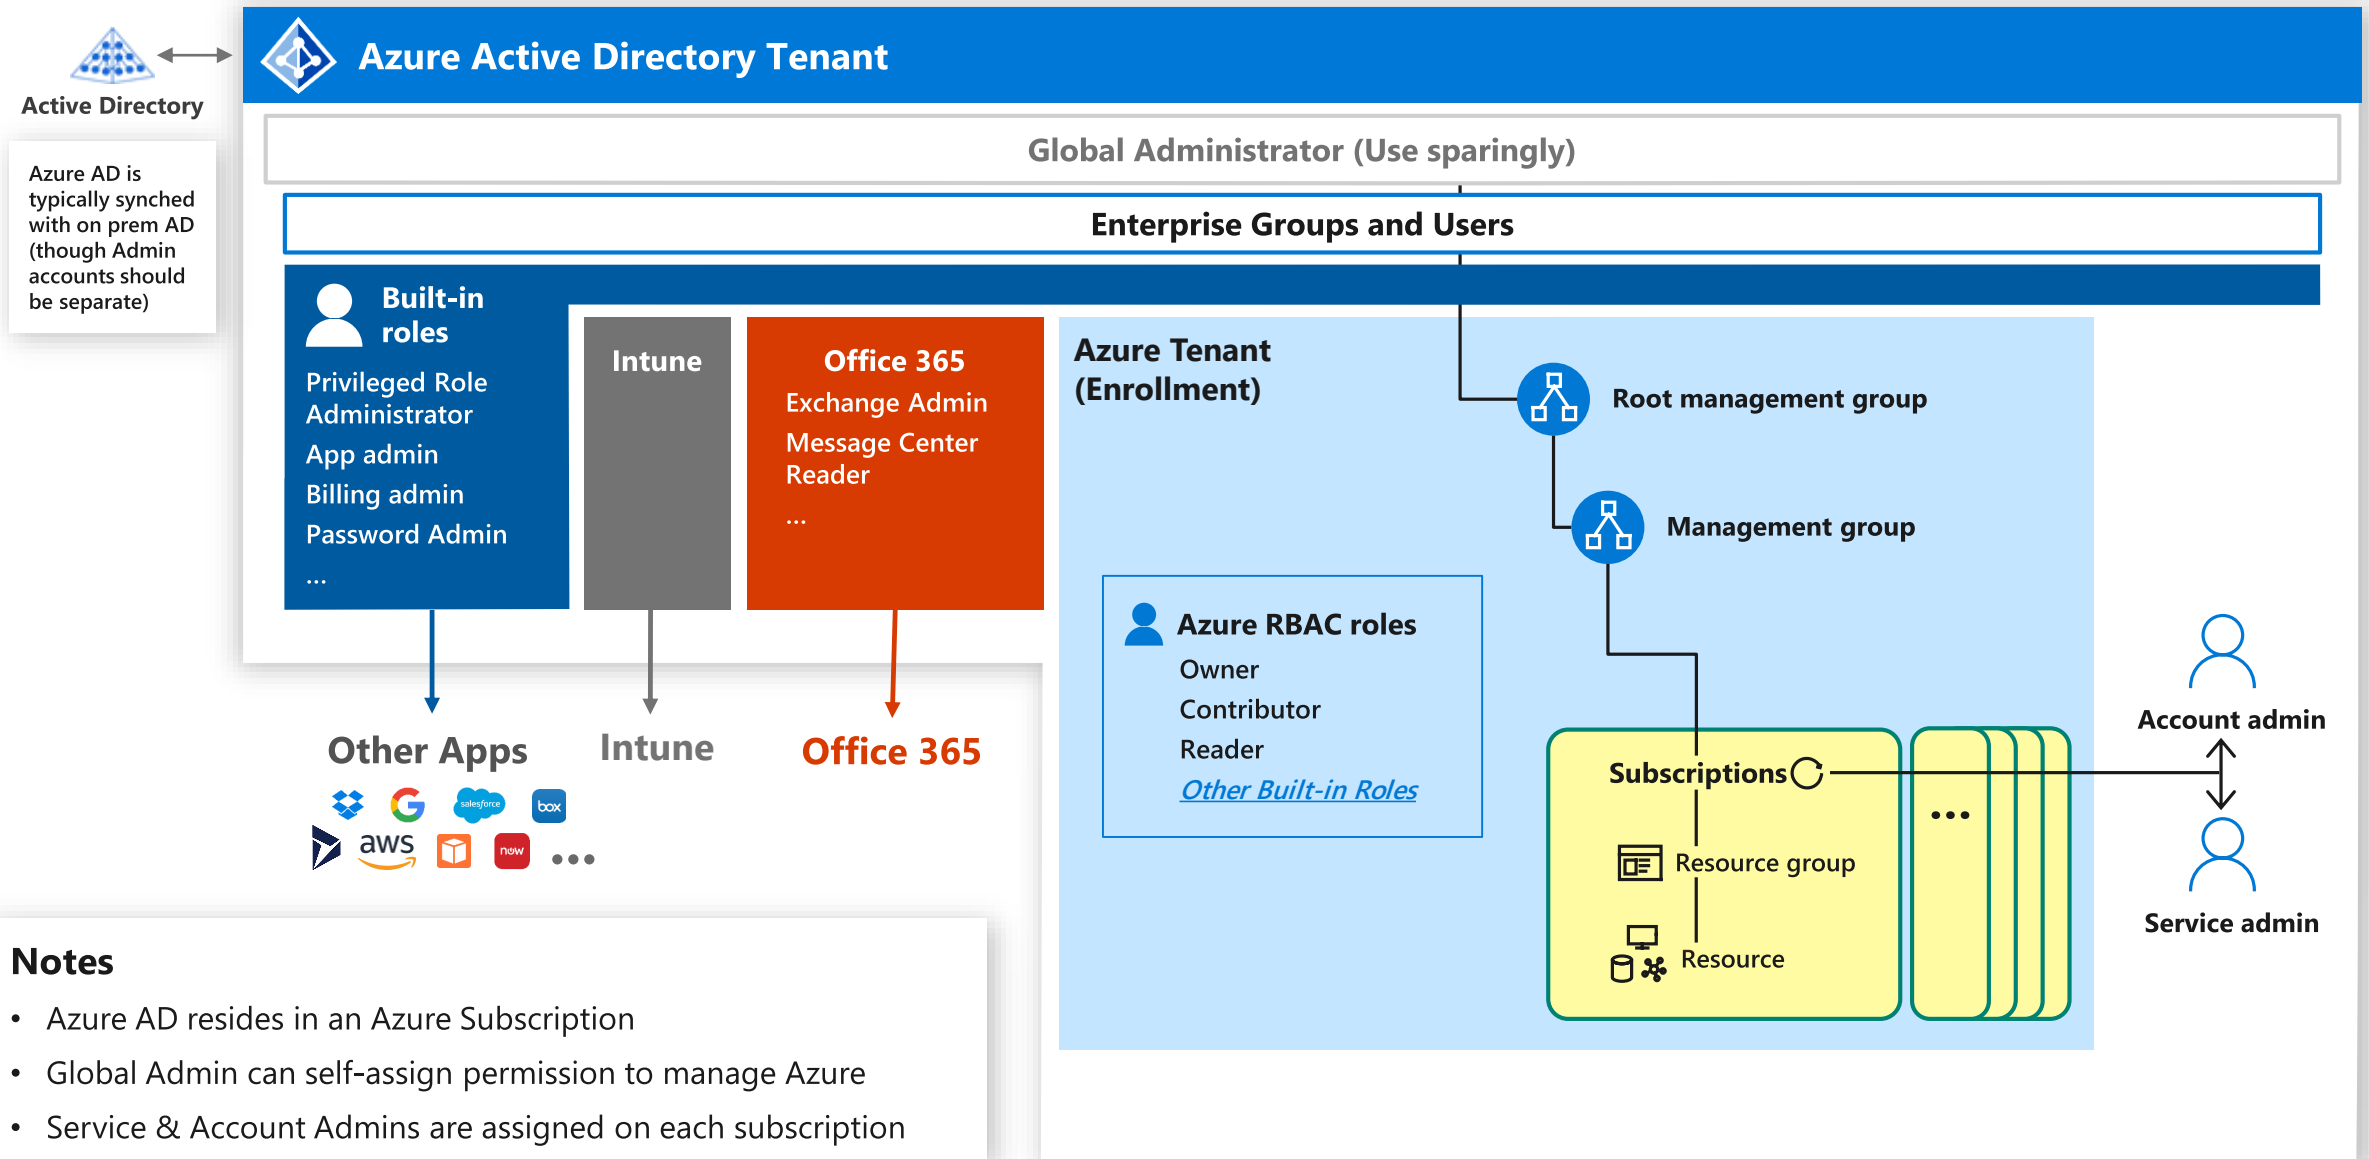 Azure Active Directory Tenant
Active Directory
Azure AD is
typically synched
with on prem AD
(though Admin
accounts should
be separate)
Global Administrator (Use sparingly)
Enterprise Groups and Users
Built-in
roles
Privileged Role
Administrator
App admin
Billing admin
Password Admin
...
Intune
Office 365
Exchange Admin
Message Center
Reader
...
Azure Tenant
(Enrollment)
Root management group
Management group
Azure RBAC roles
Owner
Contributor
Reader
Other Built-in Roles
Subscriptions
Resource group
Resource
...
Account admin
Service admin
Other Apps
Intune
Office 365
salesforce
box
aws
now
...
Notes
• Azure AD resides in an Azure Subscription
• Global Admin can self-assign permission to manage Azure
• Service & Account Admins are assigned on each subscription